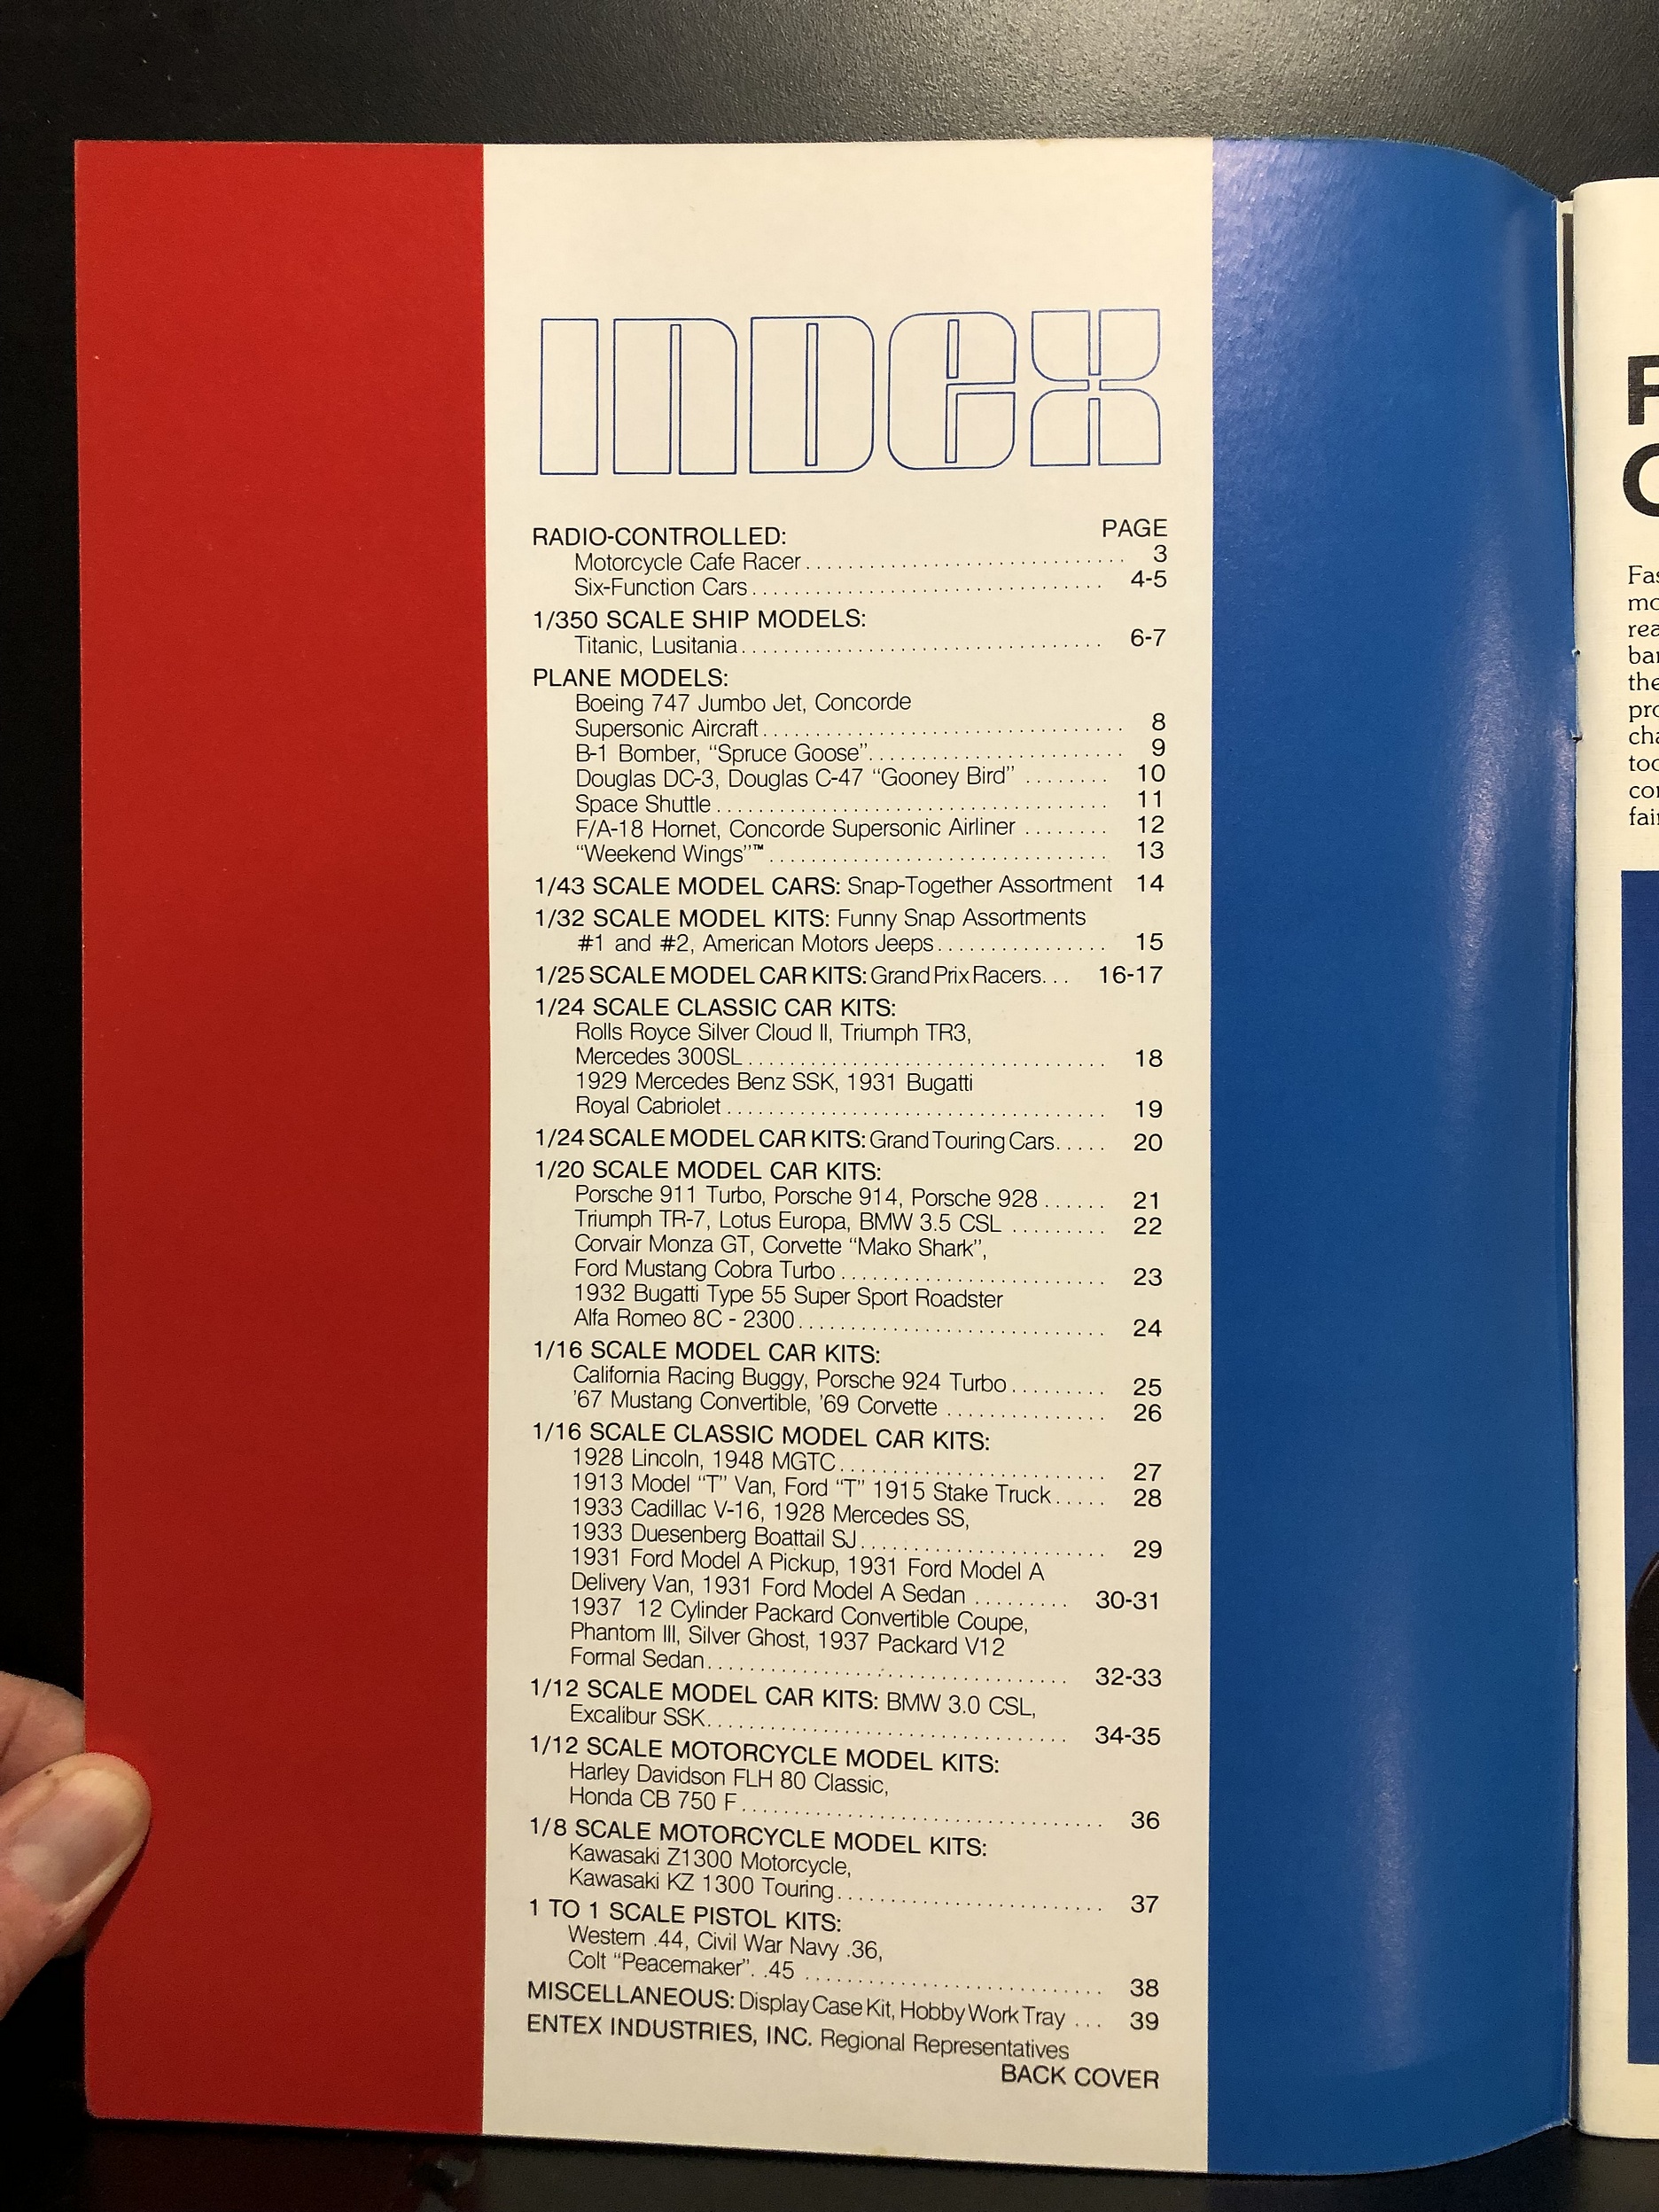 INDEX
PAGE
RADIO-CONTROLLED:
Motorcycle Cafe Racer 3
Six-Function Cars 4-5
1/350 SCALE SHIP MODELS:
Titanic, Lusitania 6-7
PLANE MODELS:
Boeing 747 Jumbo Jet, Concorde
Supersonic Aircraft 8
B-1 Bomber, “Spruce Goose” 9
Douglas DC-3, Douglas C-47 “Gooney Bird” 10
Space Shuttle 11
F/A-18 Hornet, Concorde Supersonic Airliner 12
“Weekend Wings”™ 13
1/43 SCALE MODEL CARS: Snap-Together Assortment 14
1/32 SCALE MODEL KITS: Funny Snap Assortments
#1 and #2, American Motors Jeeps 15
1/25 SCALE MODEL CAR KITS: Grand Prix Racers 16-17
1/24 SCALE CLASSIC CAR KITS:
Rolls Royce Silver Cloud II, Triumph TR3,
Mercedes 300SL 18
1929 Mercedes Benz SSK, 1931 Bugatti
Royal Cabriolet 19
1/24 SCALE MODEL CAR KITS: Grand Touring Cars 20
1/20 SCALE MODEL CAR KITS:
Porsche 911 Turbo, Porsche 914, Porsche 928 21
Triumph TR-7, Lotus Europa, BMW 3.5 CSL 22
Corvair Monza GT, Corvette “Mako Shark”,
Ford Mustang Cobra Turbo 23
1932 Bugatti Type 55 Super Sport Roadster
Alfa Romeo 8C - 2300 24
1/16 SCALE MODEL CAR KITS:
California Racing Buggy, Porsche 924 Turbo 25
’67 Mustang Convertible, ’69 Corvette 26
1/16 SCALE CLASSIC MODEL CAR KITS:
1928 Lincoln, 1948 MGTC 27
1913 Model “T” Van, Ford “T” 1915 Stake Truck 28
1933 Cadillac V-16, 1928 Mercedes SS,
1933 Duesenberg Boattail SJ 29
1931 Ford Model A Pickup, 1931 Ford Model A
Delivery Van, 1931 Ford Model A Sedan 30-31
1937 12 Cylinder Packard Convertible Coupe,
Phantom III, Silver Ghost, 1937 Packard V12
Formal Sedan 32-33
1/12 SCALE MODEL CAR KITS: BMW 3.0 CSL,
Excalibur SSK 34-35
1/12 SCALE MOTORCYCLE MODEL KITS:
Harley Davidson FLH 80 Classic,
Honda CB 750 F 36
1/8 SCALE MOTORCYCLE MODEL KITS:
Kawasaki Z1300 Motorcycle,
Kawasaki KZ 1300 Touring 37
1 TO 1 SCALE PISTOL KITS:
Western .44, Civil War Navy .36,
Colt “Peacemaker”. .45 38
MISCELLANEOUS: Display Case Kit, Hobby Work Tray 39
ENTEX INDUSTRIES, INC. Regional Representatives
BACK COVER